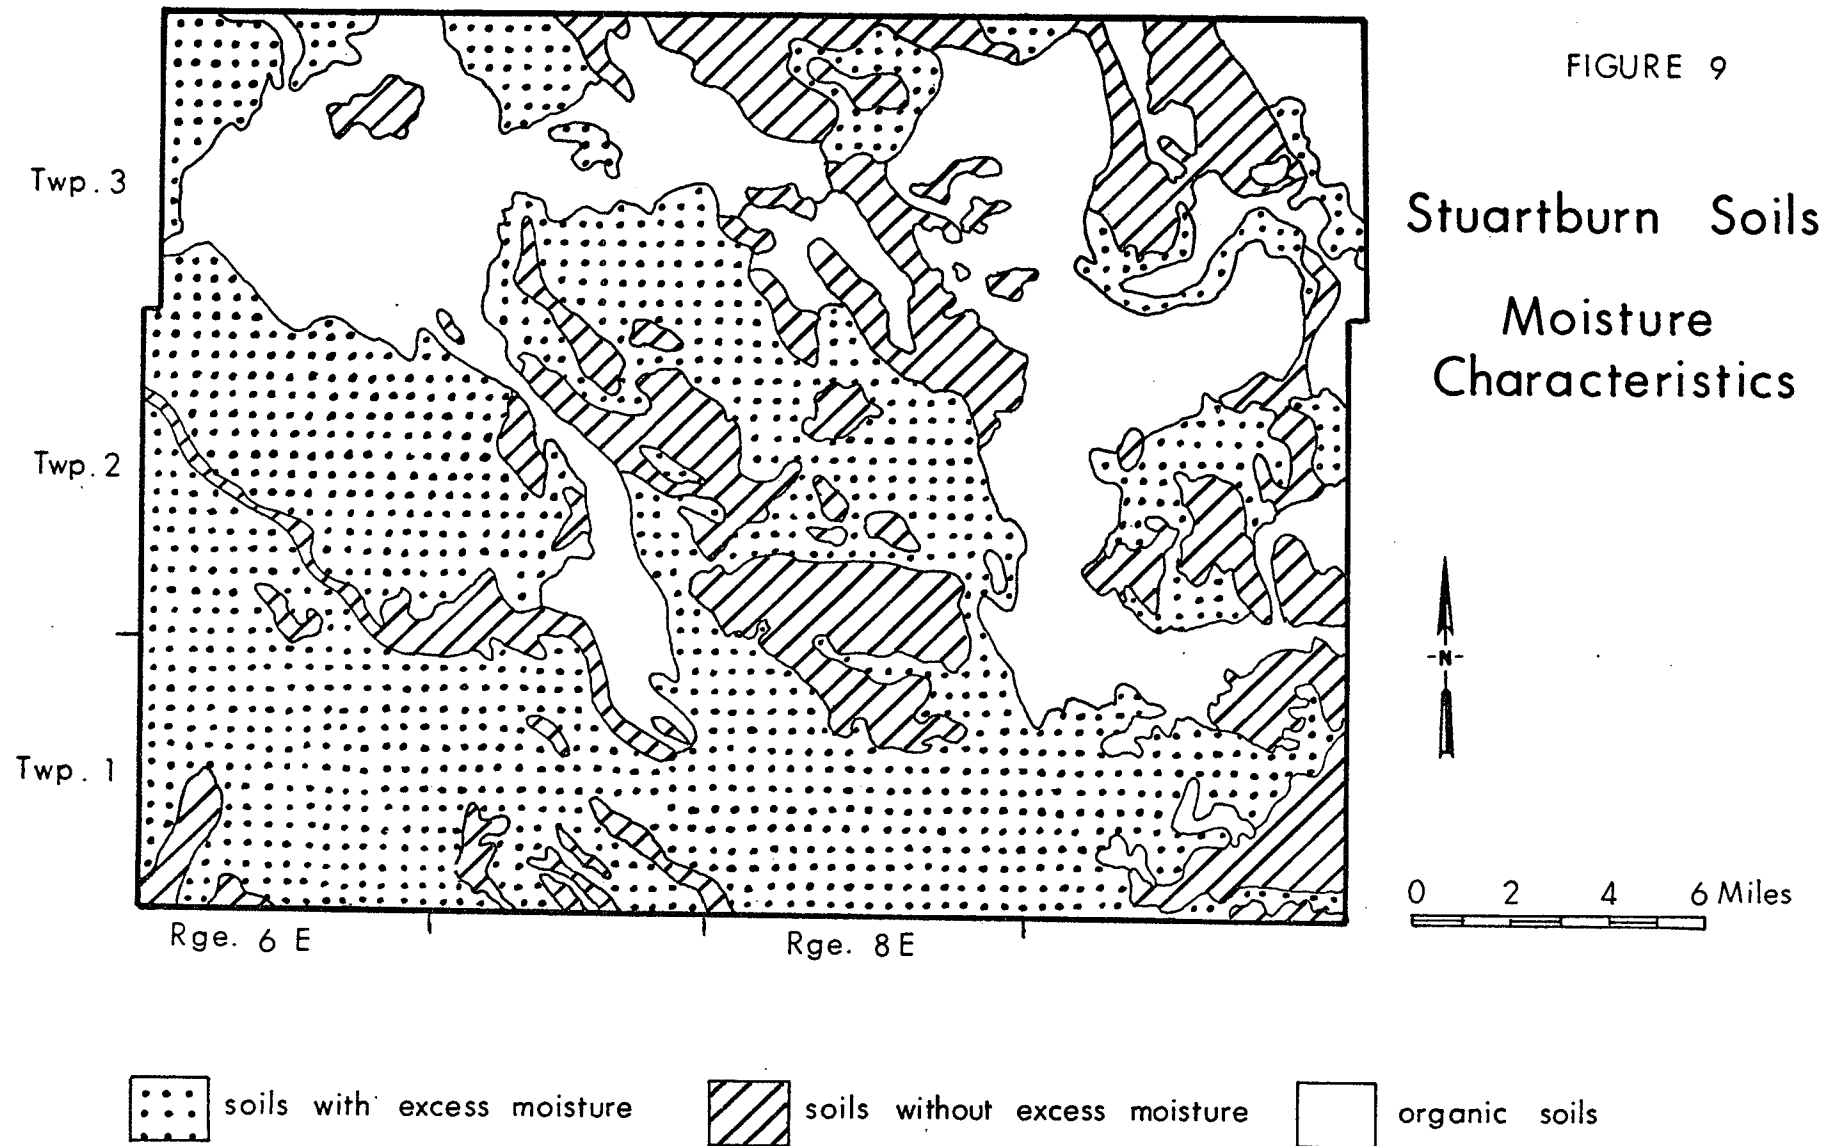 FIGURE 9
Stuartburn Soils
Moisture
Characteristics
Twp. 3
Twp. 2
Twp. 1
N
0 2 4 6 Miles
Rge. 6 E
Rge. 8 E
soils with excess moisture
soils without excess moisture
organic soils